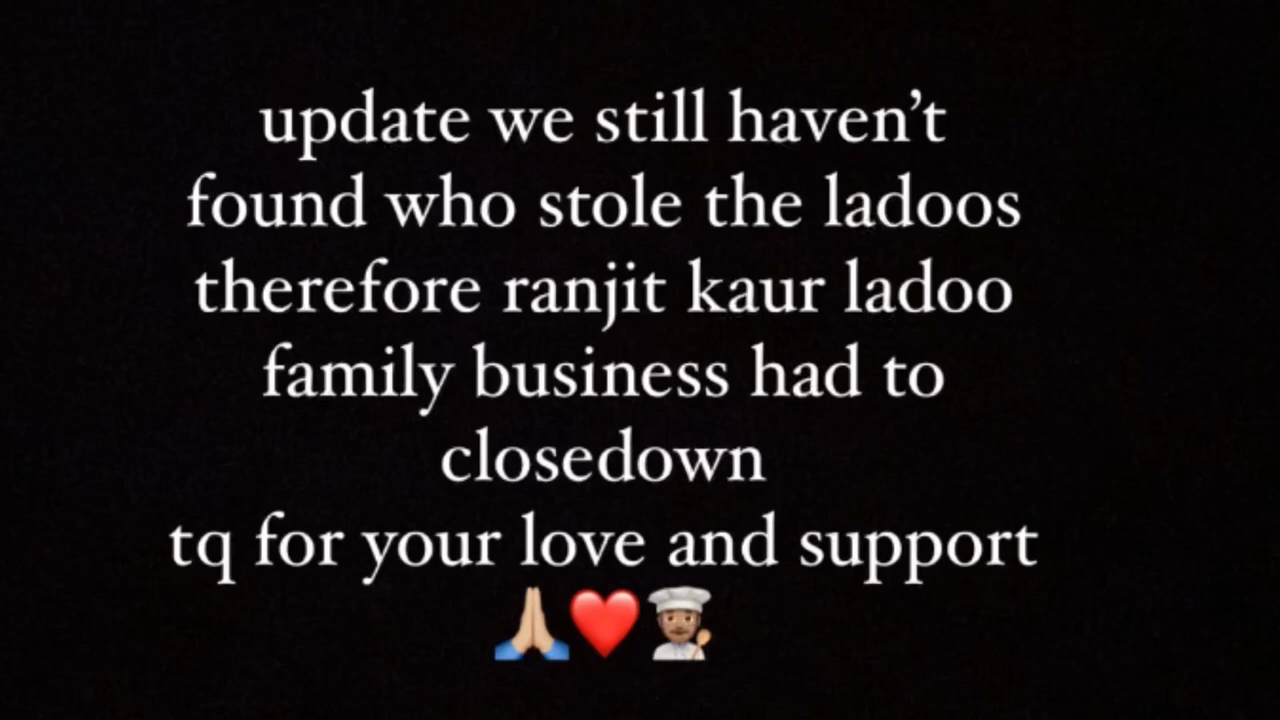 update we still haven’t
found who stole the ladoos
therefore ranjit kaur ladoo
family business had to
closedown
tq for your love and support
🙏🏼❤️👨🏽‍🍳